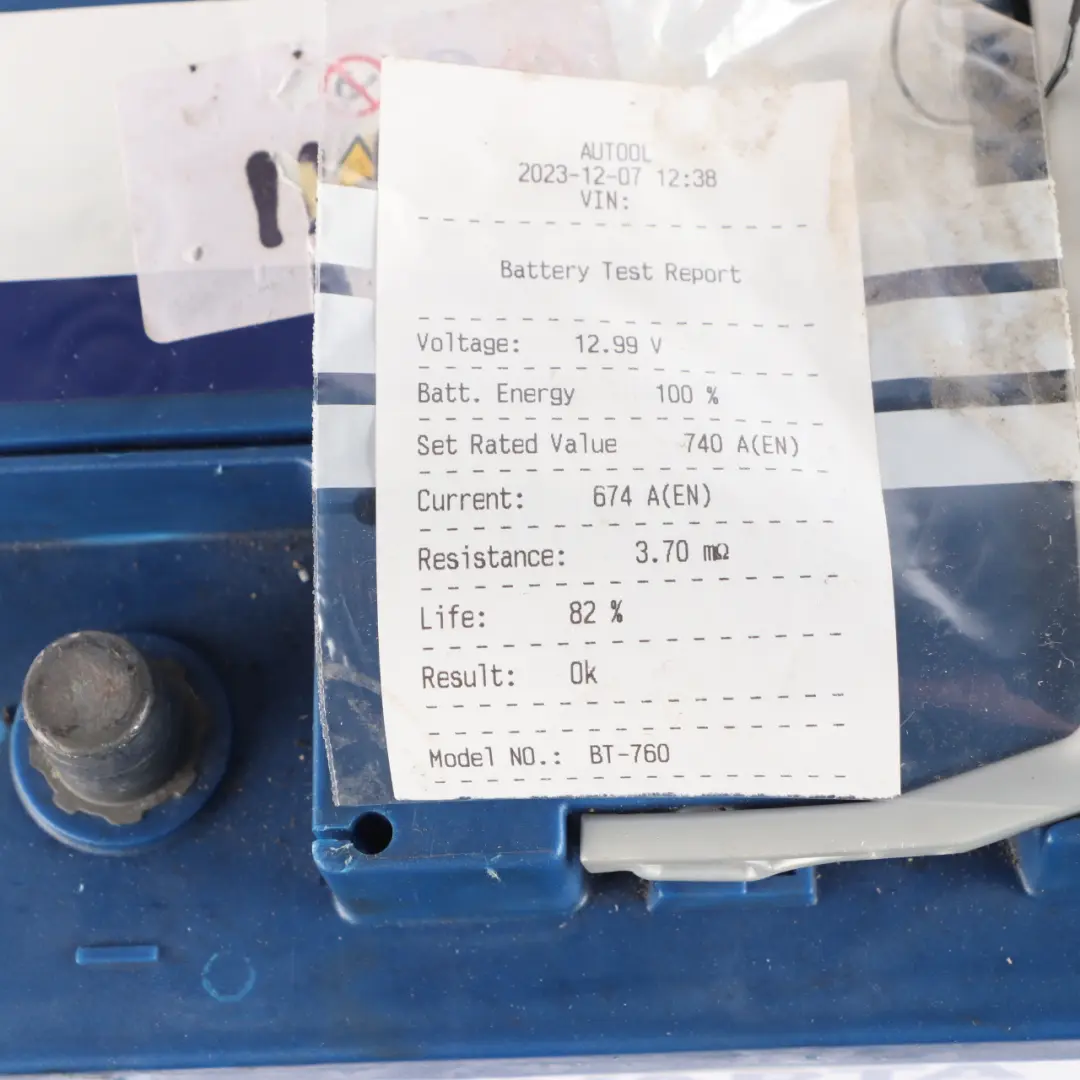 AUTOOL
2023-12-07 12:38
VIN:
Battery Test Report
Voltage: 12.99 V
Batt. Energy 100 %
Set Rated Value 740 A(EN)
Current: 674 A(EN)
Resistance: 3.70 mΩ
Life: 82 %
Result: Ok
Model NO.: BT-760